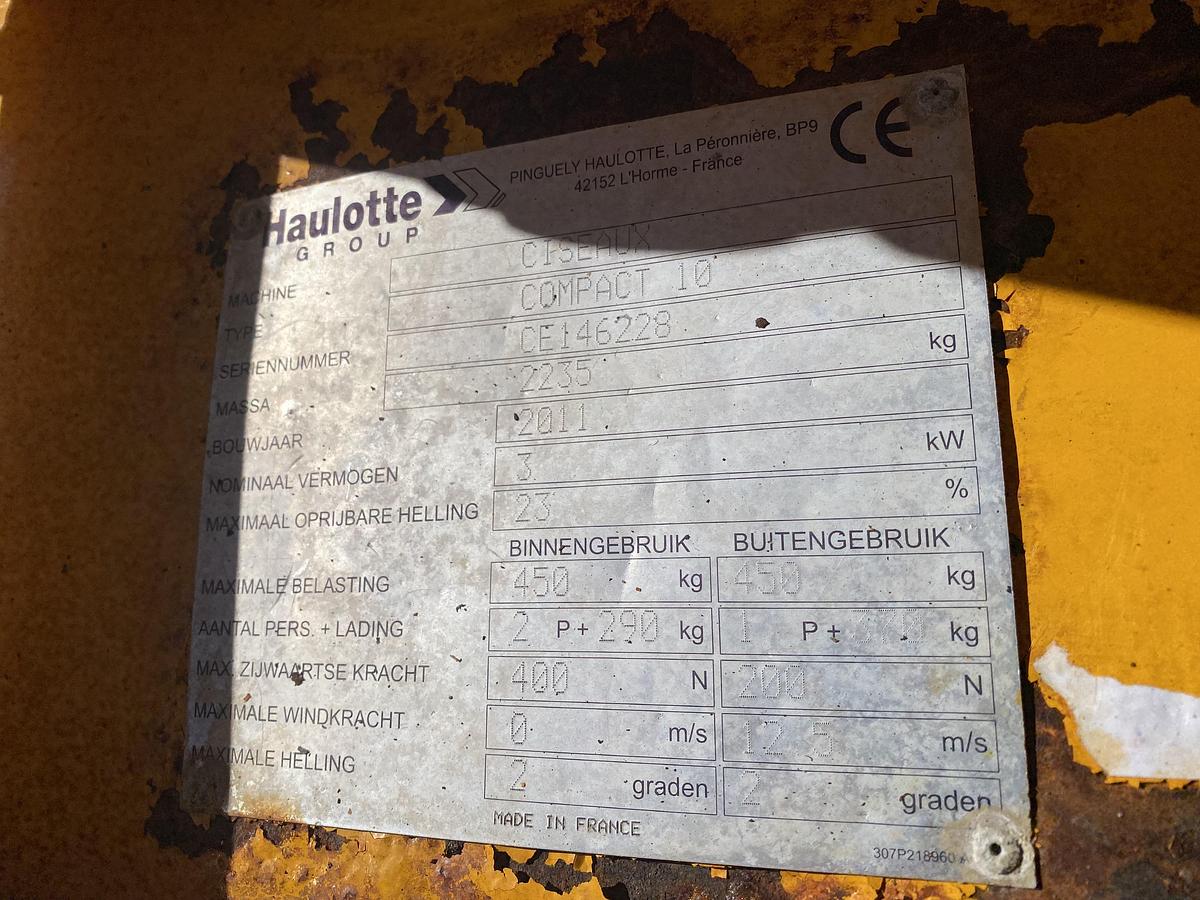 Haulotte
GROUP
PINGUELY HAULOTTE, La Péronnière, BP9
42152 L'Horme - France
CE
MACHINE CISEAUX
TYPE COMPACT 10
SERIENNUMMER CE146228
MASSA 2235 kg
BOUWJAAR 2011
NOMINAAL VERMOGEN 3 kW
MAXIMAAL OPRIJBARE HELLING 23 %
BINNENGEBRUIK BUITENGEBRUIK
MAXIMALE BELASTING 450 kg 450 kg
AANTAL PERS. + LADING 2 P + 290 kg 1 P + 370 kg
MAX. ZIJWAARTSE KRACHT 400 N 200 N
MAXIMALE WINDKRACHT 0 m/s 12 5 m/s
MAXIMALE HELLING 2 graden 2 graden
MADE IN FRANCE
307P218960